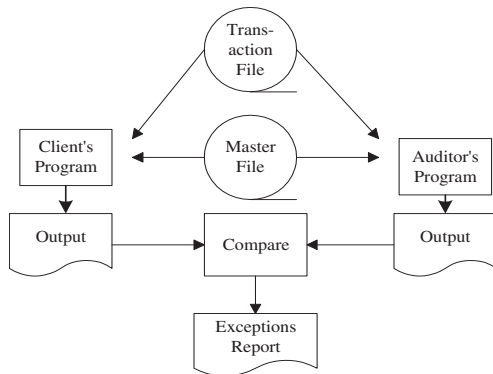 Trans-
action
File
Client's
Program
Master
File
Auditor's
Program
Output
Compare
Output
Exceptions
Report